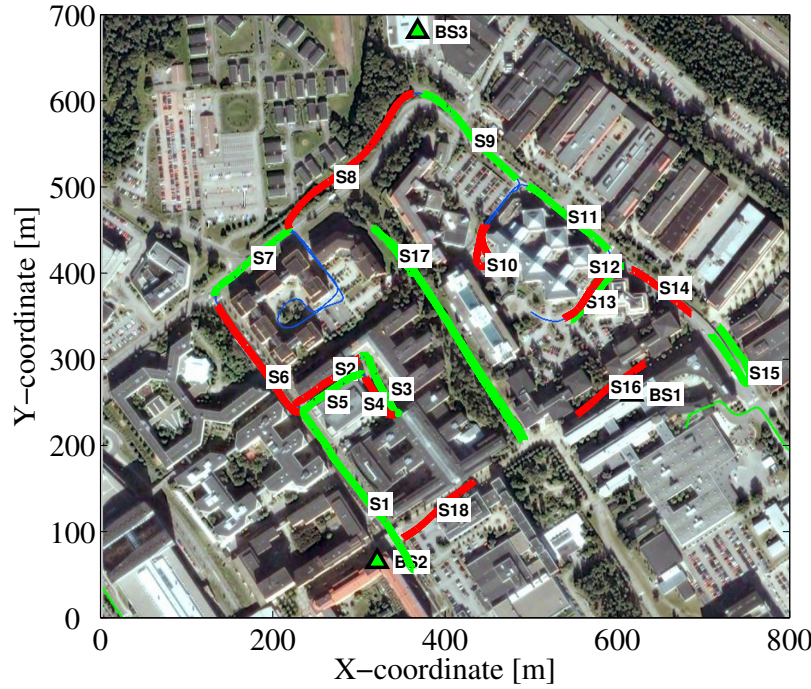 700
BS3
600
S9
S8
500
S11
S7
S17
S10
S12
400
S14
S13
Y-coordinate [m]
300
S2
S15
S6
S3
S16
BS1
S5
S4
200
S1
S18
100
BS2
0
0
200
400
600
800
X-coordinate [m]